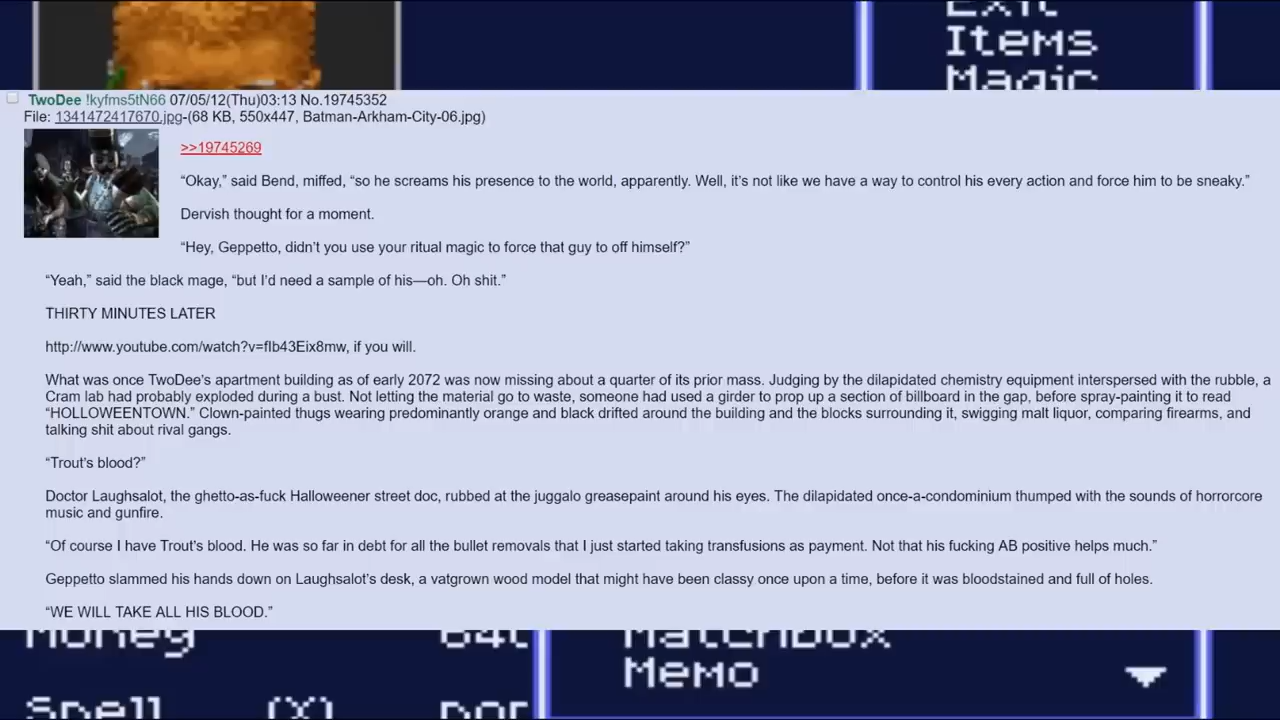 Exit
Items
Magic
TwoDee !kyfms5tN66 07/05/12(Thu)03:13 No.19745352
File: 1341472417670.jpg-(68 KB, 550x447, Batman-Arkham-City-06.jpg)
>>19745269
“Okay,” said Bend, miffed, “so he screams his presence to the world, apparently. Well, it’s not like we have a way to control his every action and force him to be sneaky.”
Dervish thought for a moment.
“Hey, Geppetto, didn’t you use your ritual magic to force that guy to off himself?”
“Yeah,” said the black mage, “but I’d need a sample of his—oh. Oh shit.”
THIRTY MINUTES LATER
http://www.youtube.com/watch?v=fIb43Eix8mw, if you will.
What was once TwoDee’s apartment building as of early 2072 was now missing about a quarter of its prior mass. Judging by the dilapidated chemistry equipment interspersed with the rubble, a
Cram lab had probably exploded during a bust. Not letting the material go to waste, someone had used a girder to prop up a section of billboard in the gap, before spray-painting it to read
“HOLLOWEENTOWN.” Clown-painted thugs wearing predominantly orange and black drifted around the building and the blocks surrounding it, swigging malt liquor, comparing firearms, and
talking shit about rival gangs.
“Trout’s blood?”
Doctor Laughsalot, the ghetto-as-fuck Halloweener street doc, rubbed at the juggalo greasepaint around his eyes. The dilapidated once-a-condominium thumped with the sounds of horrorcore
music and gunfire.
“Of course I have Trout’s blood. He was so far in debt for all the bullet removals that I just started taking transfusions as payment. Not that his fucking AB positive helps much.”
Geppetto slammed his hands down on Laughsalot’s desk, a vatgrown wood model that might have been classy once upon a time, before it was bloodstained and full of holes.
“WE WILL TAKE ALL HIS BLOOD.”
Money
Matchbox
Memo
Spell (X)